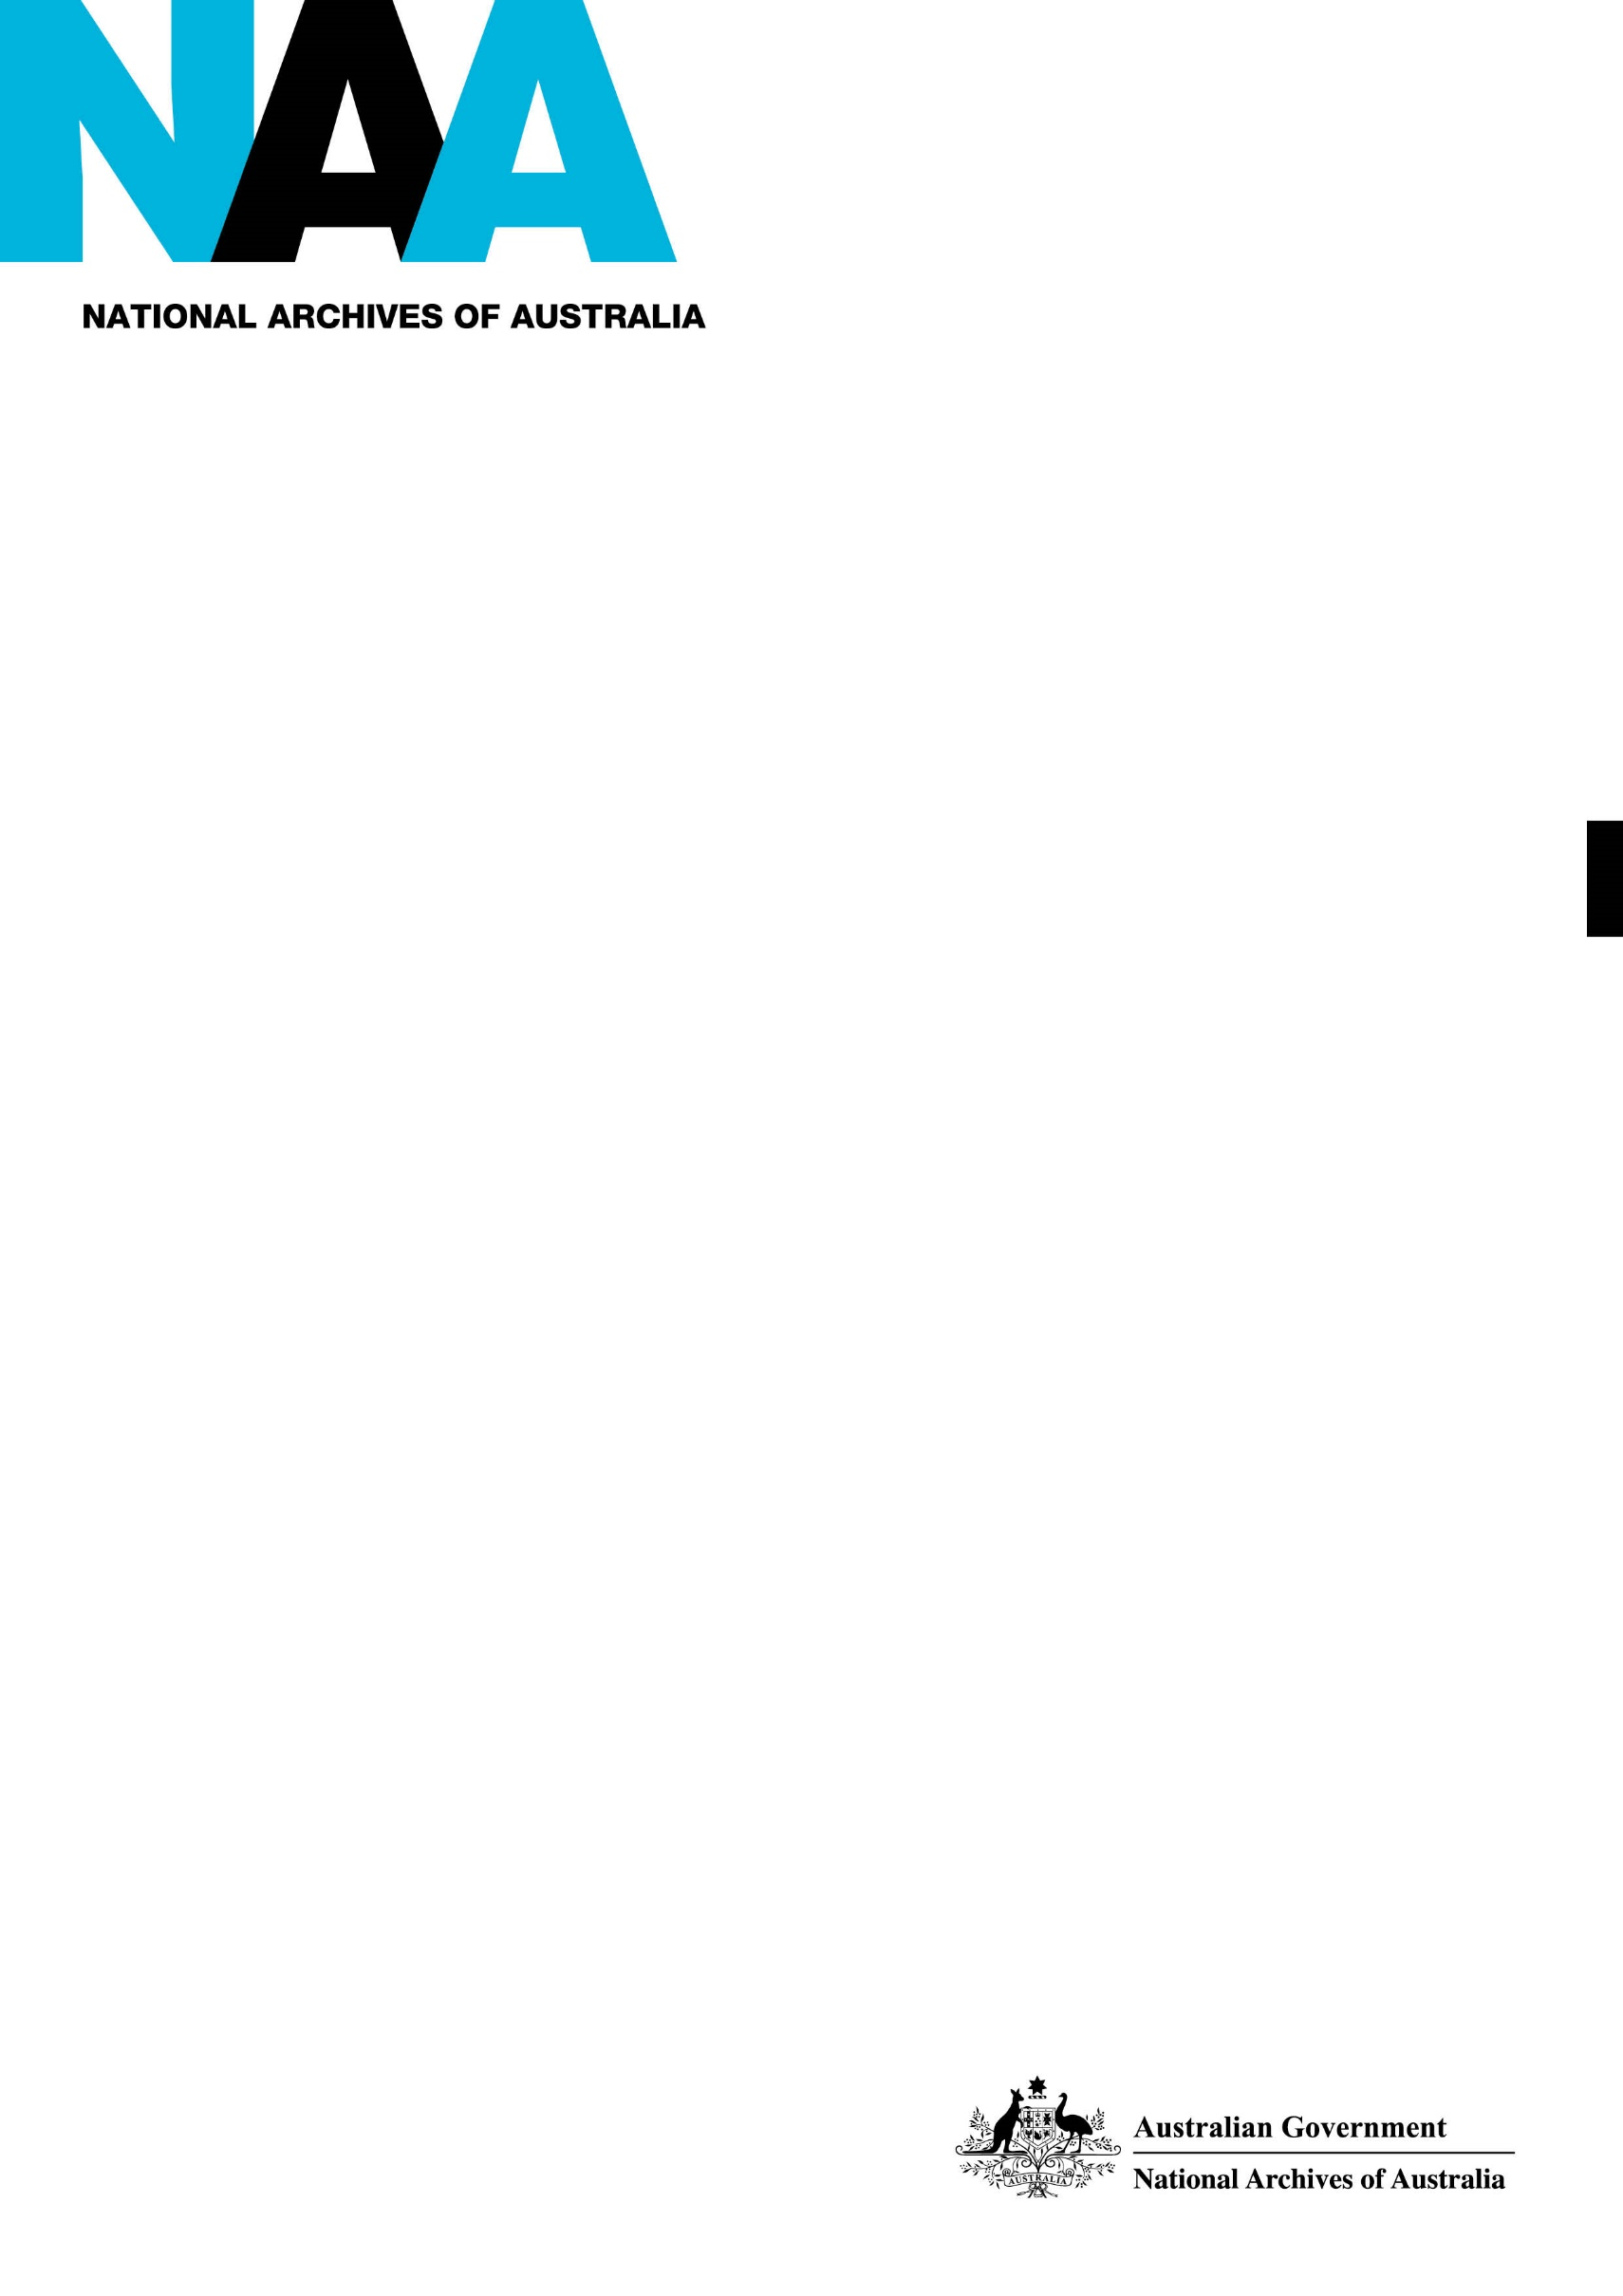 NAA
NATIONAL ARCHIVES OF AUSTRALIA
AUSTRALIA
Australian Government
National Archives of Australia